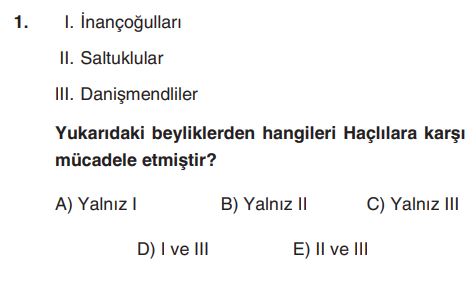 1. I. İnançoğulları
II. Saltuklular
III. Danişmendliler
Yukarıdaki beyliklerden hangileri Haçlılara karşı
mücadele etmiştir?
A) Yalnız I B) Yalnız II C) Yalnız III
D) I ve III E) II ve III